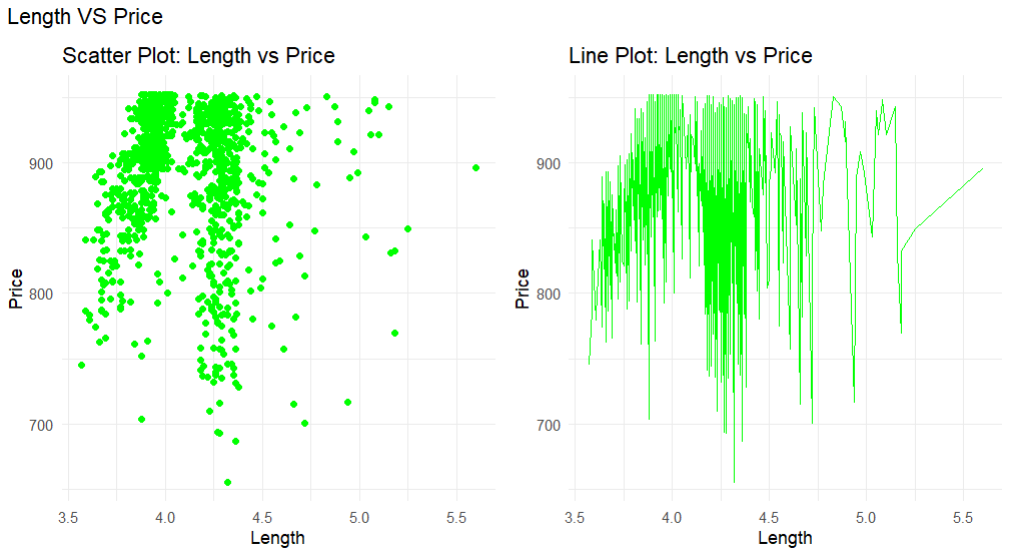 Length VS Price
Scatter Plot: Length vs Price
Price
900
800
700
3.5 4.0 4.5 5.0 5.5
Length
Line Plot: Length vs Price
Price
900
800
700
3.5 4.0 4.5 5.0 5.5
Length